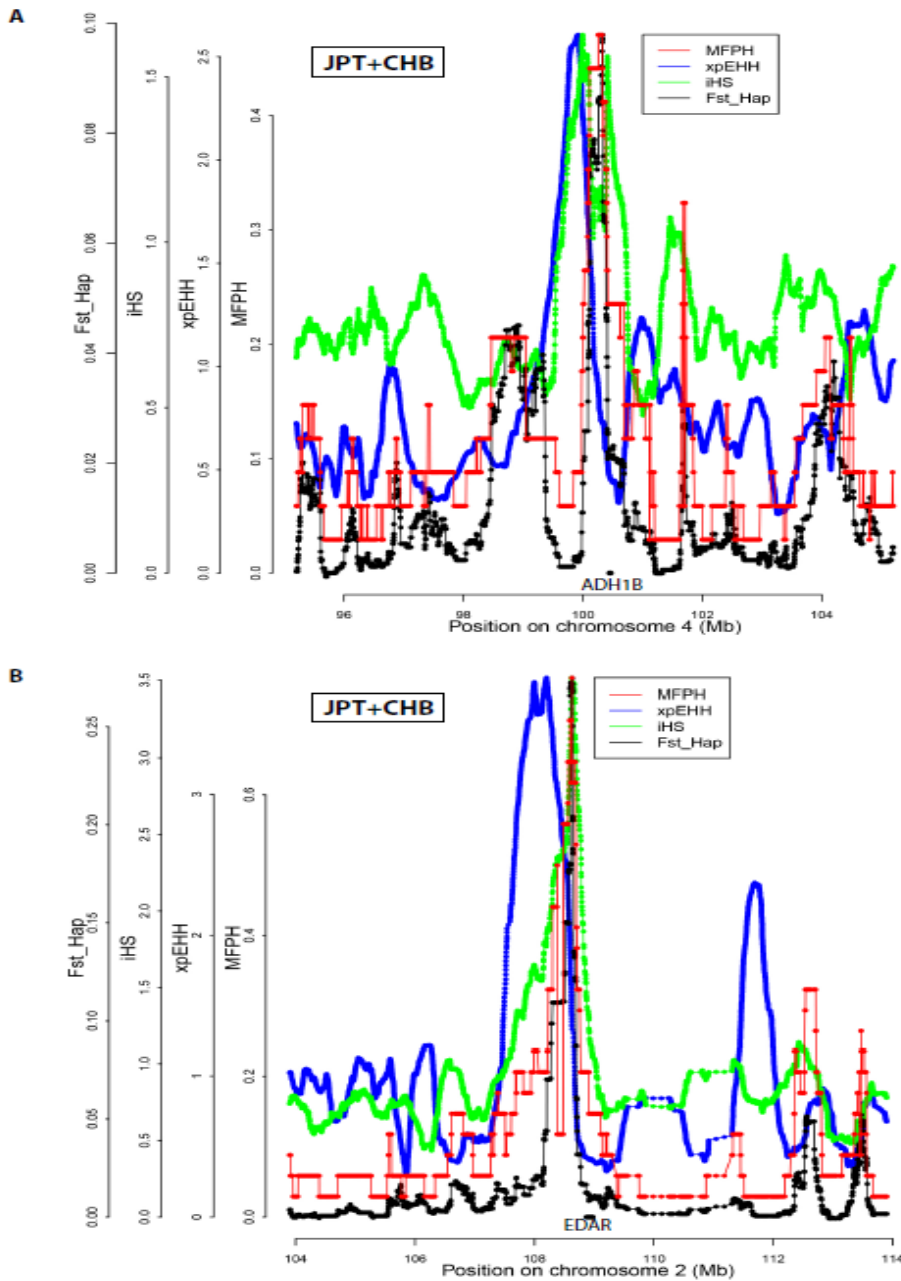 A
JPT+CHB
MFPH
xpEHH
iHS
Fst_Hap
Fst_Hap
0.00
0.02
0.04
0.06
0.08
0.10
iHS
0.0
0.5
1.0
1.5
xpEHH
0.0
0.5
1.0
1.5
2.0
2.5
MFPH
0.0
0.1
0.2
0.3
0.4
ADH1B
96
98
100
102
104
Position on chromosome 4 (Mb)
B
JPT+CHB
MFPH
xpEHH
iHS
Fst_Hap
Fst_Hap
0.00
0.05
0.10
0.15
0.20
0.25
iHS
0.0
0.5
1.0
1.5
2.0
2.5
3.0
3.5
xpEHH
0
1
2
3
MFPH
0.0
0.2
0.4
0.6
EDAR
104
106
108
110
112
114
Position on chromosome 2 (Mb)